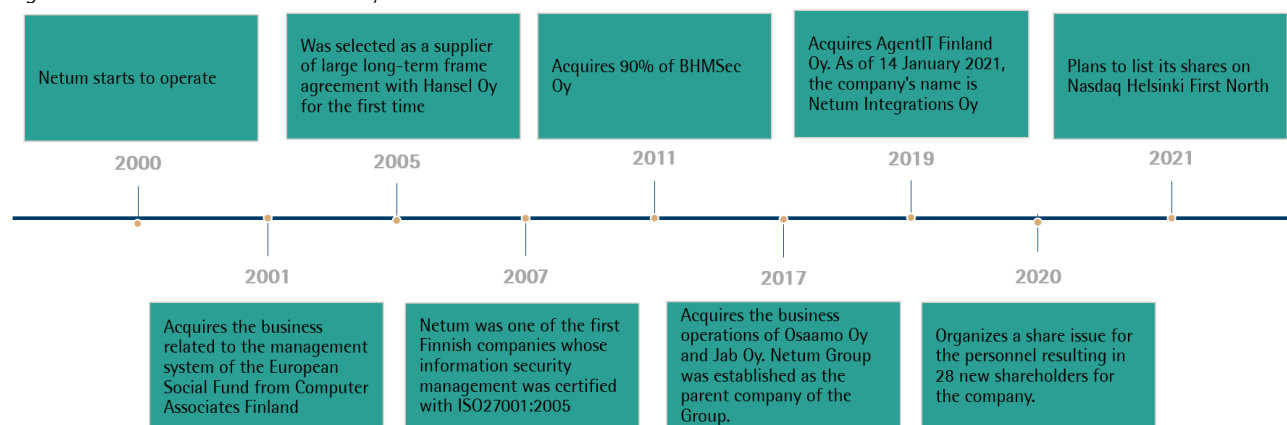 Netum starts to operate
2000
Was selected as a supplier
of large long-term frame
agreement with Hansel Oy
for the first time
2005
Acquires 90% of BHMSec
Oy
2011
Acquires AgentIT Finland
Oy. As of 14 January 2021,
the company's name is
Netum Integrations Oy
2019
Plans to list its shares on
Nasdaq Helsinki First North
2021
2001
Acquires the business
related to the management
system of the European
Social Fund from Computer
Associates Finland
2007
Netum was one of the first
Finnish companies whose
information security
management was certified
with ISO27001:2005
2017
Acquires the business
operations of Osaamo Oy
and Jab Oy. Netum Group
was established as the
parent company of the
Group.
2020
Organizes a share issue for
the personnel resulting in
28 new shareholders for
the company.